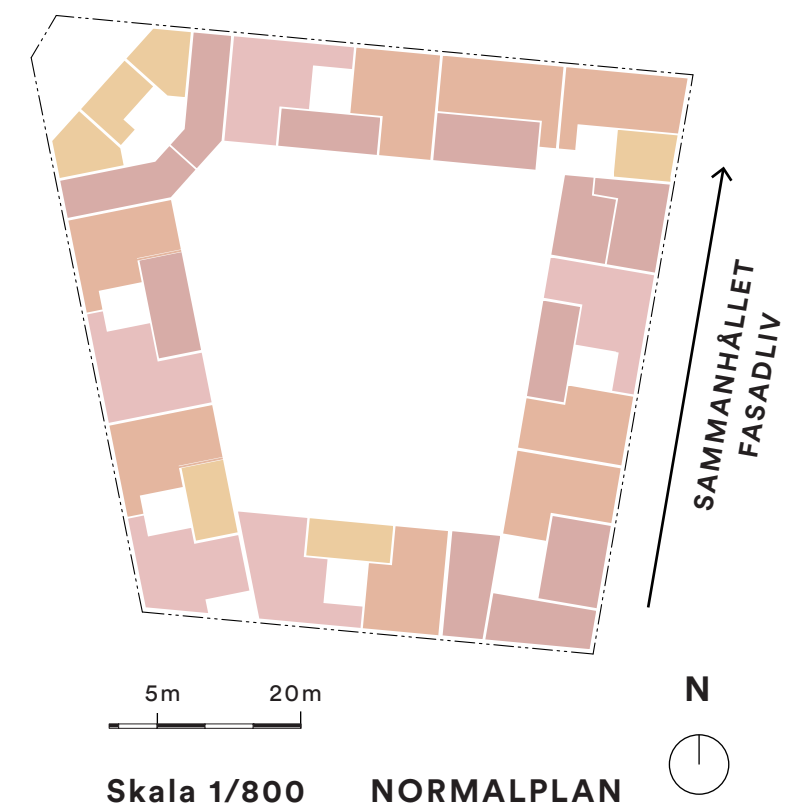 SAMMANHÅLLET
FASADLIV
5m
20m
N
Skala 1/800
NORMALPLAN